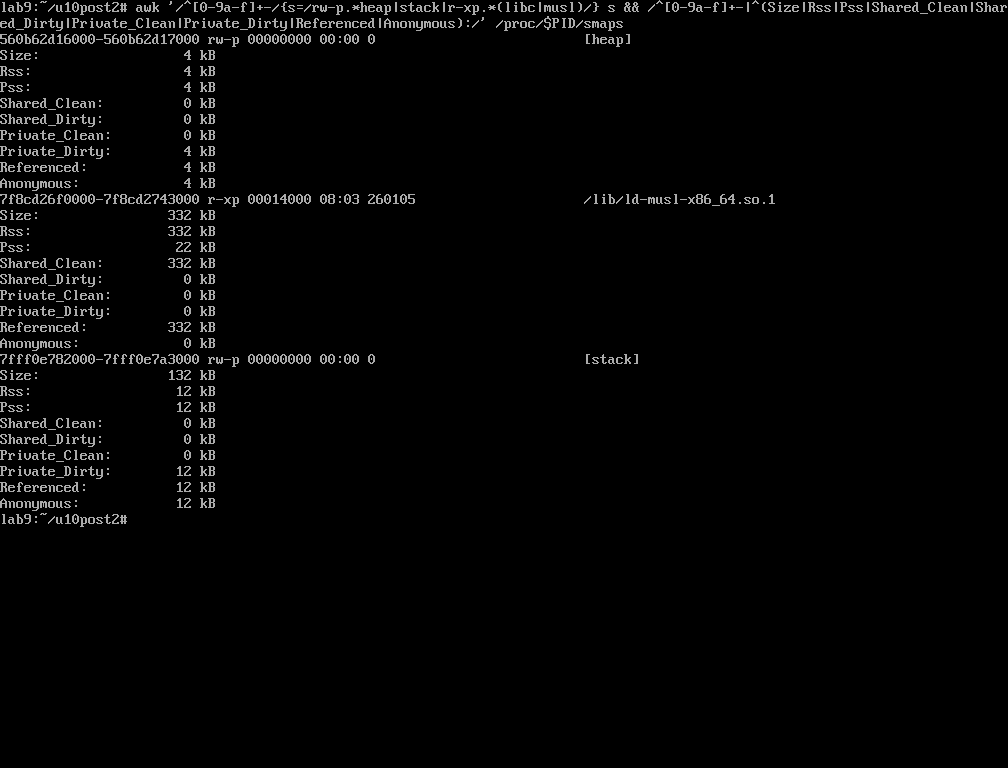 lab9:~/u10post2# awk '/^[0-9a-f]+-/{s=/rw-p.*heap|stack|r-xp.*(libc|musl)/} s && /^[0-9a-f]+-|^(Size|Rss|Pss|Shared_Clean|Shar
ed_Dirty|Private_Clean|Private_Dirty|Referenced|Anonymous):/' /proc/$PID/smaps
560b62d16000-560b62d17000 rw-p 00000000 00:00 0                          [heap]
Size:                  4 kB
Rss:                   4 kB
Pss:                   4 kB
Shared_Clean:          0 kB
Shared_Dirty:          0 kB
Private_Clean:         0 kB
Private_Dirty:         4 kB
Referenced:            4 kB
Anonymous:             4 kB
7f8cd26f0000-7f8cd2743000 r-xp 00014000 08:03 260105                     /lib/ld-musl-x86_64.so.1
Size:                332 kB
Rss:                 332 kB
Pss:                  22 kB
Shared_Clean:        332 kB
Shared_Dirty:          0 kB
Private_Clean:         0 kB
Private_Dirty:         0 kB
Referenced:          332 kB
Anonymous:             0 kB
7fff0e782000-7fff0e7a3000 rw-p 00000000 00:00 0                          [stack]
Size:                132 kB
Rss:                  12 kB
Pss:                  12 kB
Shared_Clean:          0 kB
Shared_Dirty:          0 kB
Private_Clean:         0 kB
Private_Dirty:        12 kB
Referenced:           12 kB
Anonymous:            12 kB
lab9:~/u10post2#